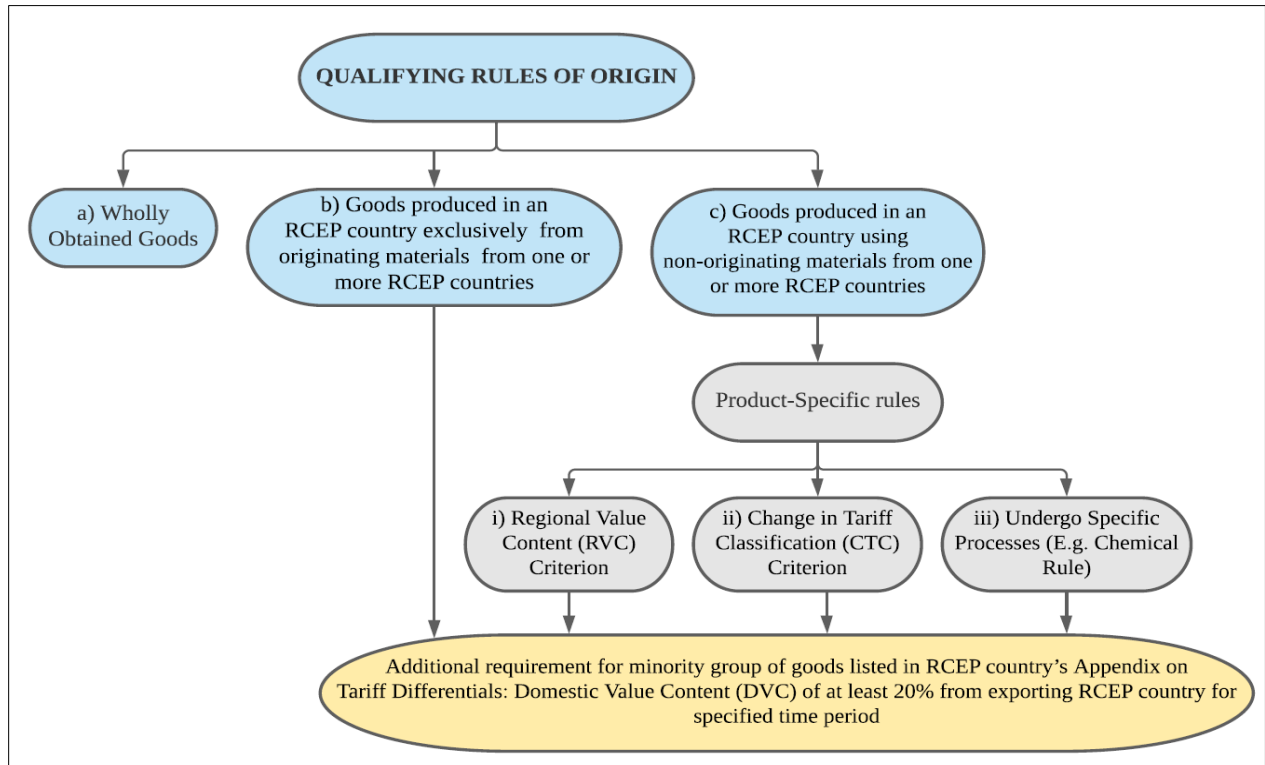 QUALIFYING RULES OF ORIGIN
a) Wholly
Obtained Goods
b) Goods produced in an
RCEP country exclusively from
originating materials from one or
more RCEP countries
c) Goods produced in an
RCEP country using
non-originating materials from one
or more RCEP countries
Product-Specific rules
i) Regional Value
Content (RVC)
Criterion
ii) Change in Tariff
Classification (CTC)
Criterion
iii) Undergo Specific
Processes (E.g. Chemical
Rule)
Additional requirement for minority group of goods listed in RCEP country's Appendix on
Tariff Differentials: Domestic Value Content (DVC) of at least 20% from exporting RCEP country for
specified time period